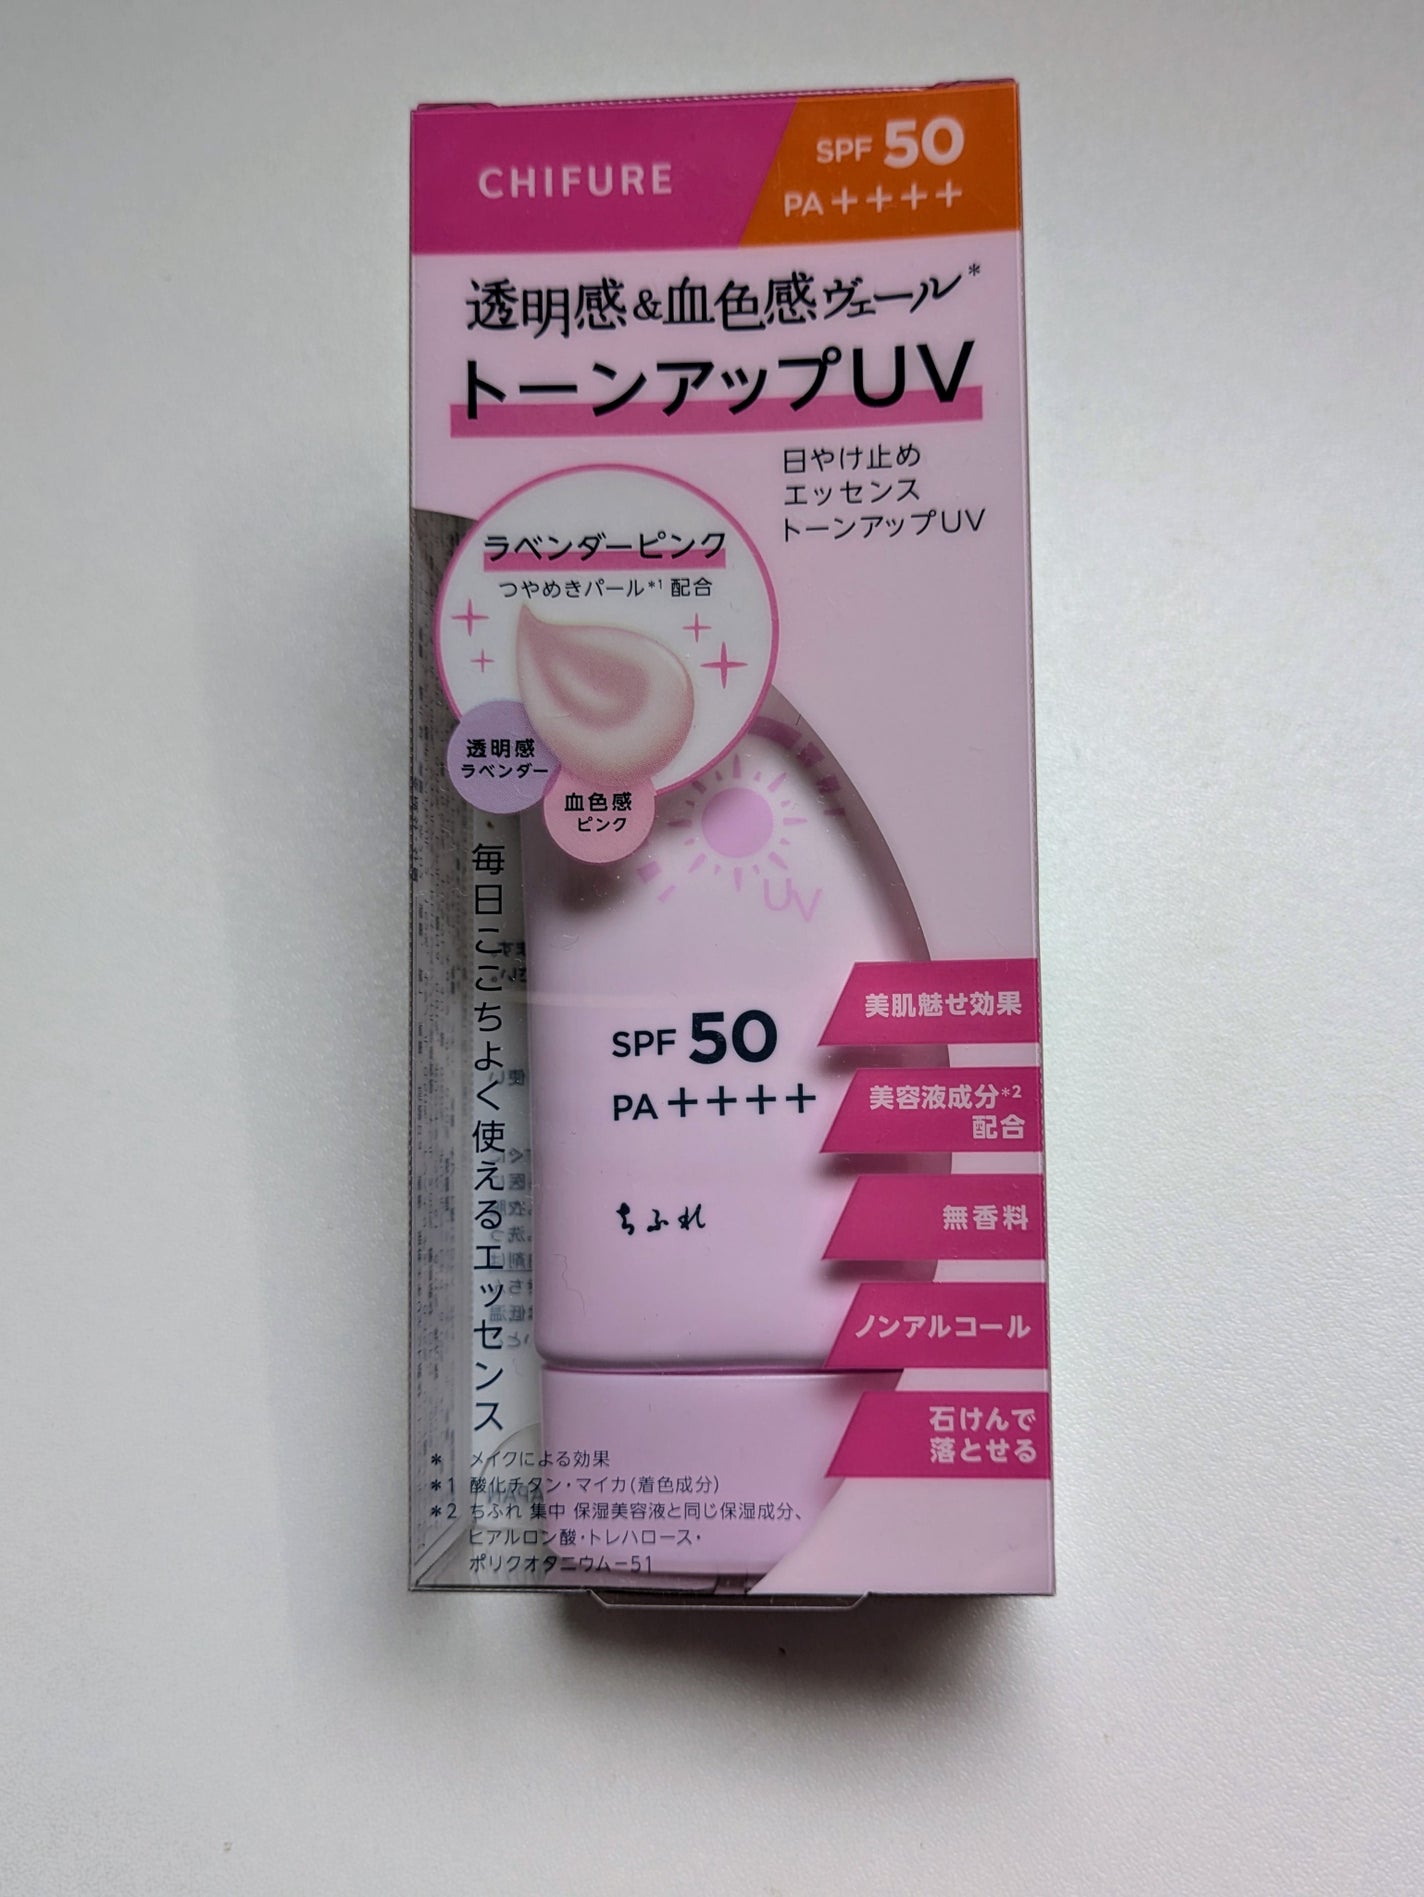 CHIFURE
SPF 50
PA++++
透明感&血色感ヴェール*
トーンアップUV
日やけ止め
エッセンス
トーンアップUV
ラベンダーピンク
つやめきパール*1 配合
透明感
ラベンダー
血色感
ピンク
UV
毎日ここちよく使えるエッセンス
SPF 50
PA++++
ちふれ
美肌魅せ効果
美容液成分*2
配合
無香料
ノンアルコール
石けんで
落とせる
* メイクによる効果
*1 酸化チタン・マイカ(着色成分)
*2 ちふれ 集中 保湿美容液と同じ保湿成分、
ヒアルロン酸・トレハロース・
ポリクオタニウム-51